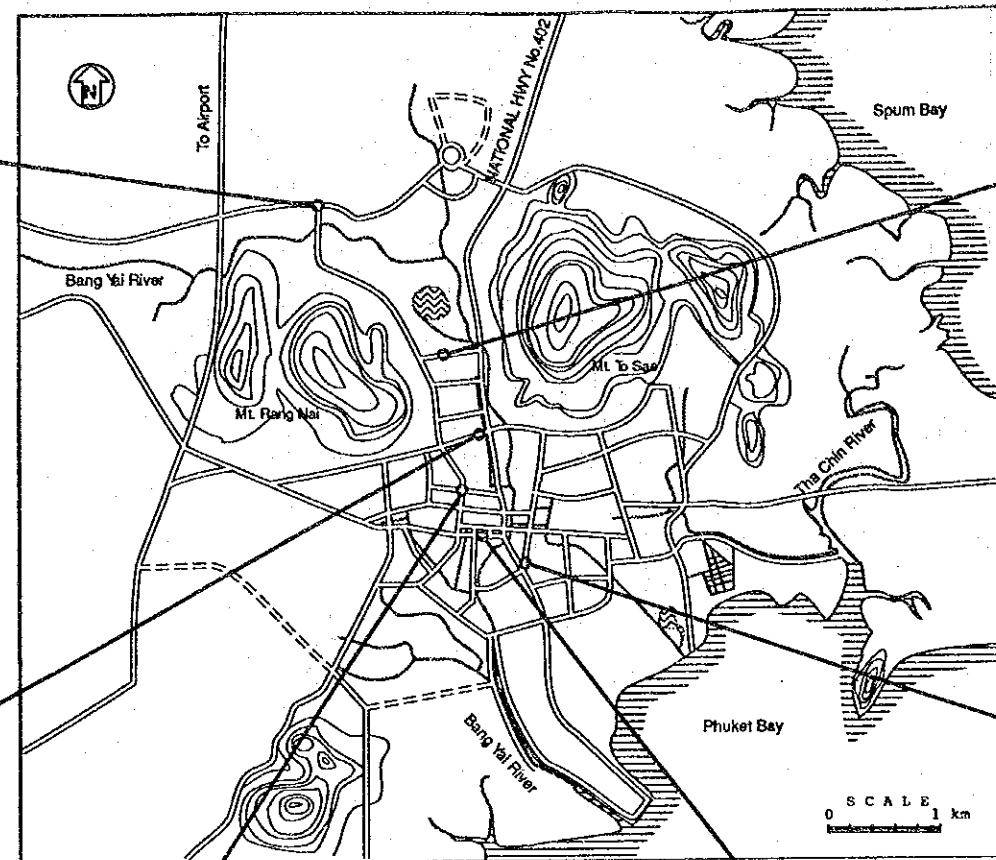 N
To Airport
NATIONAL HWY No.402
Spum Bay
Bang Yai River
Mt. To Sae
Mt. Rang Nai
Tha Chin River
Phuket Bay
Bang Yai River
SCALE
0 1 km